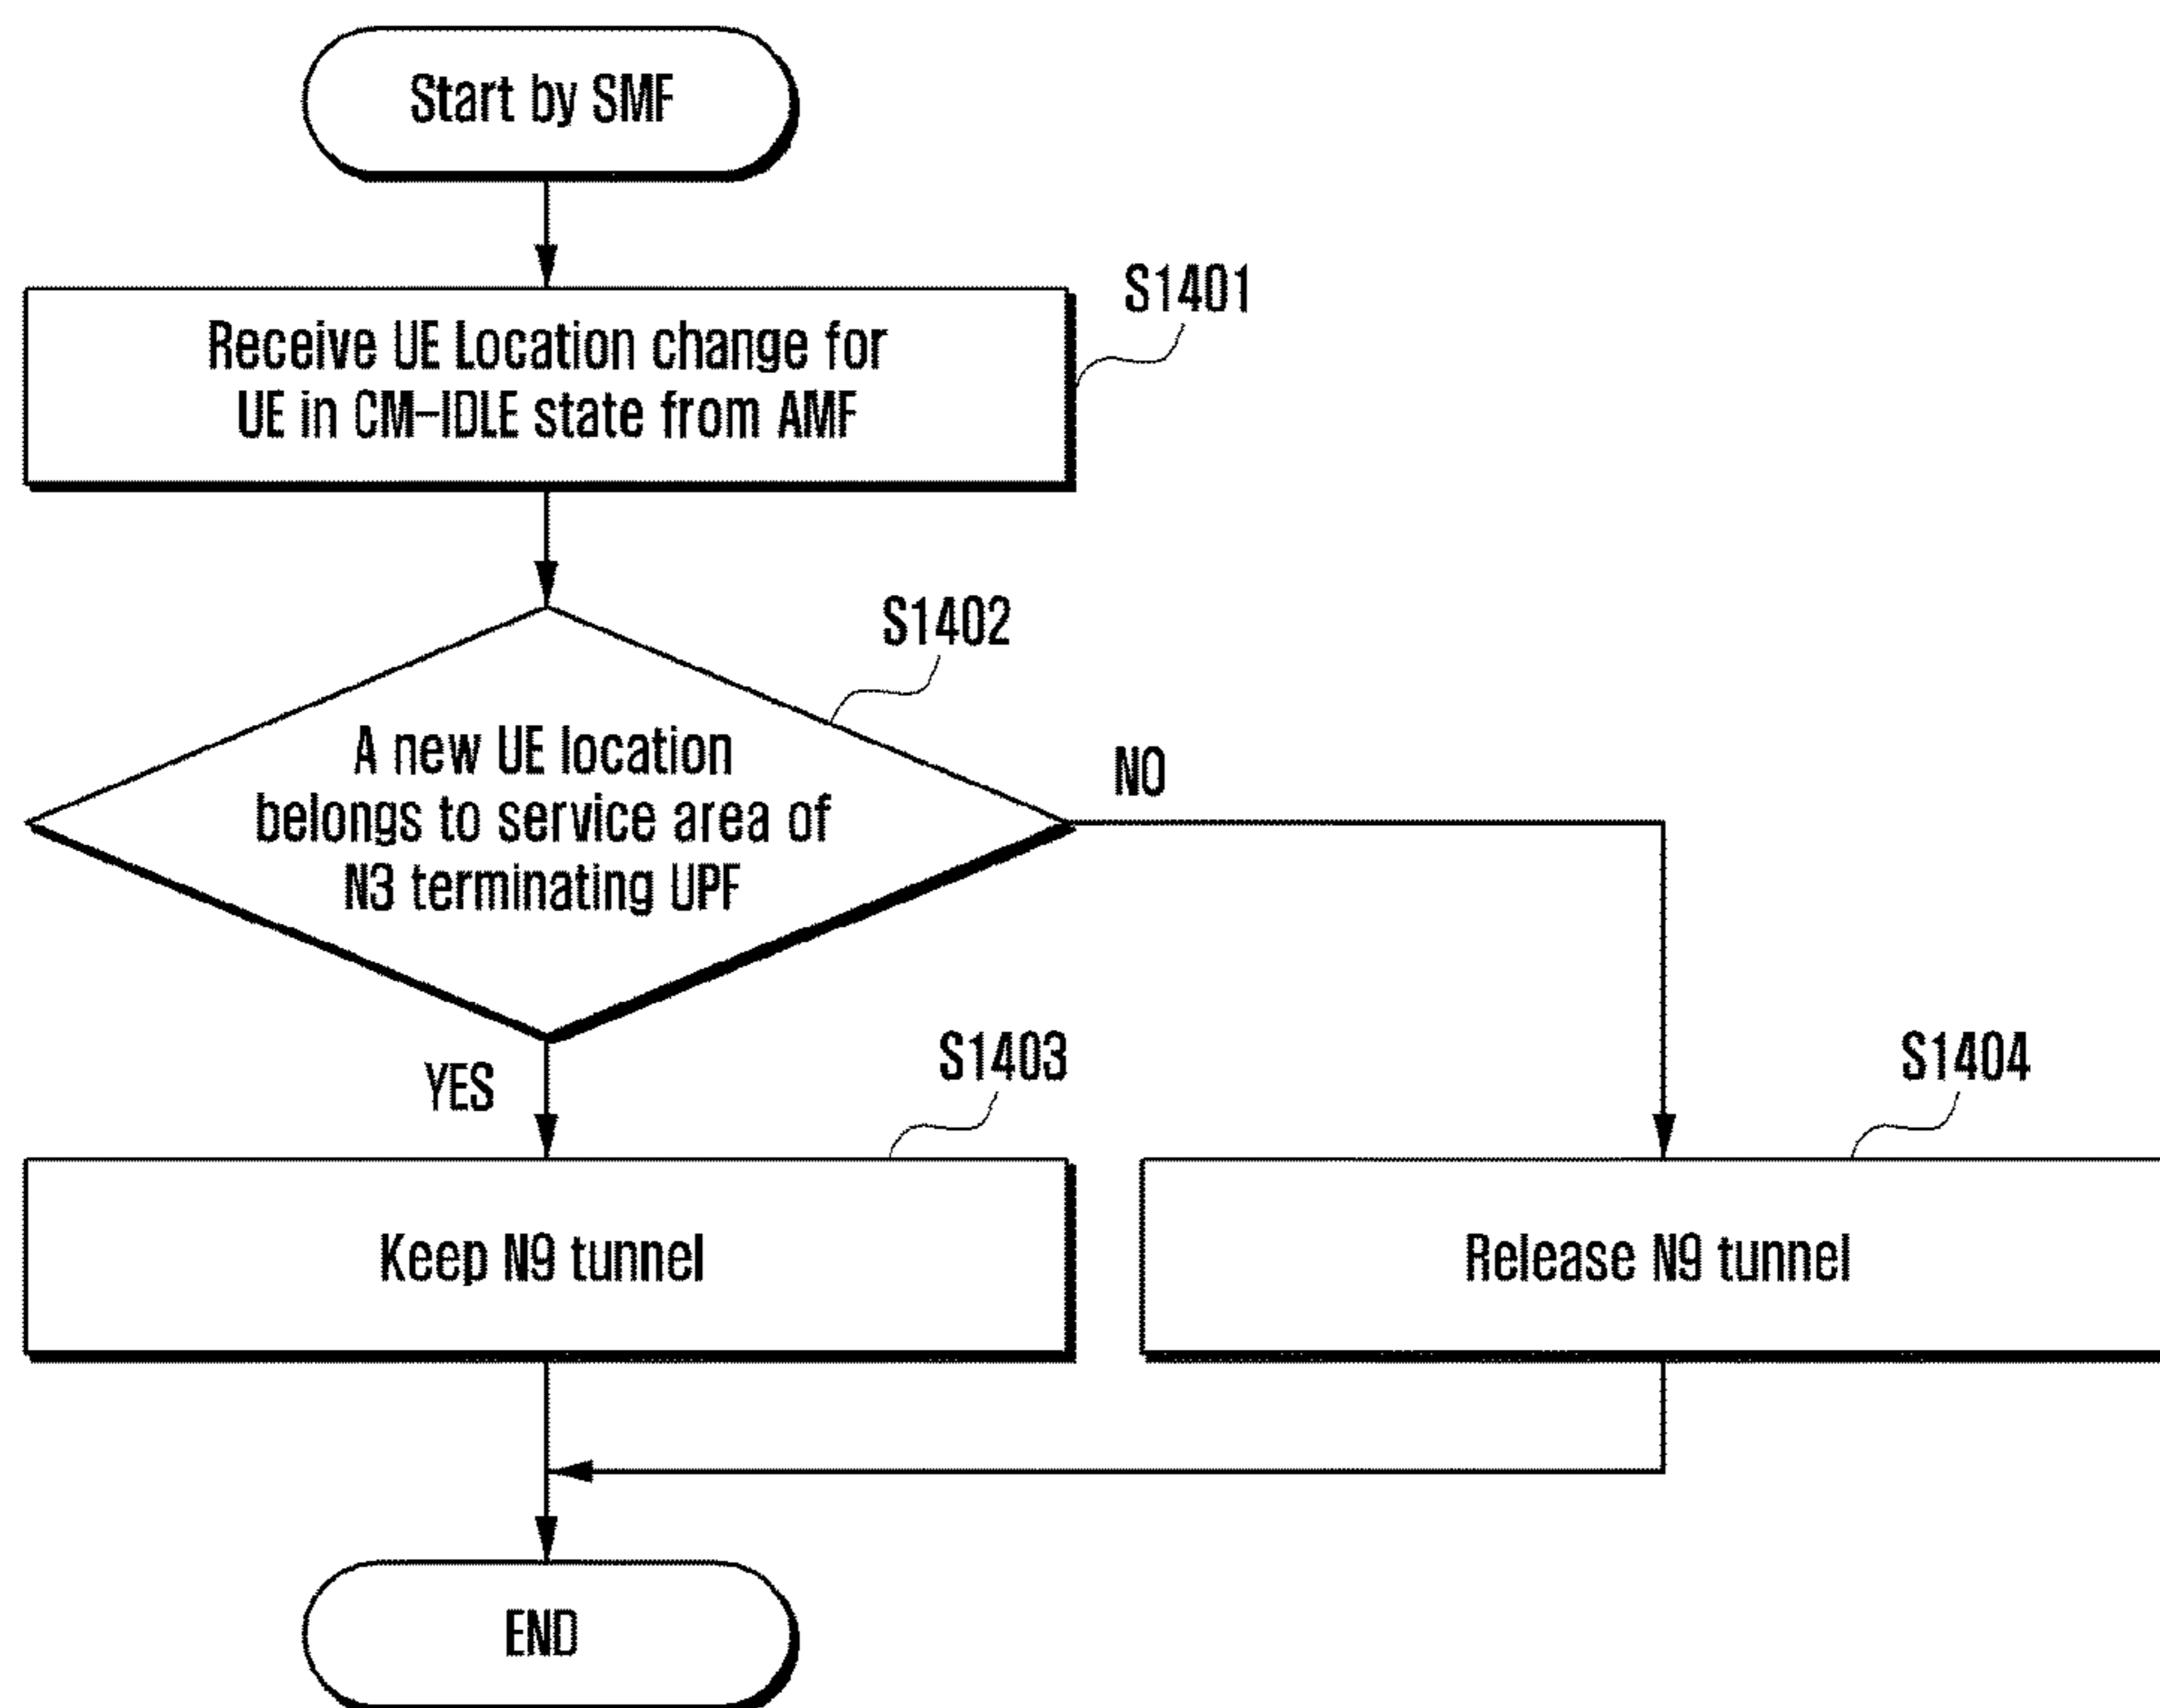 Start by SMF
S1401
Receive UE Location change for
UE in CM-IDLE state from AMF
S1402
A new UE location
belongs to service area of
N3 terminating UPF
NO
YES
S1403
S1404
Keep N9 tunnel
Release N9 tunnel
END